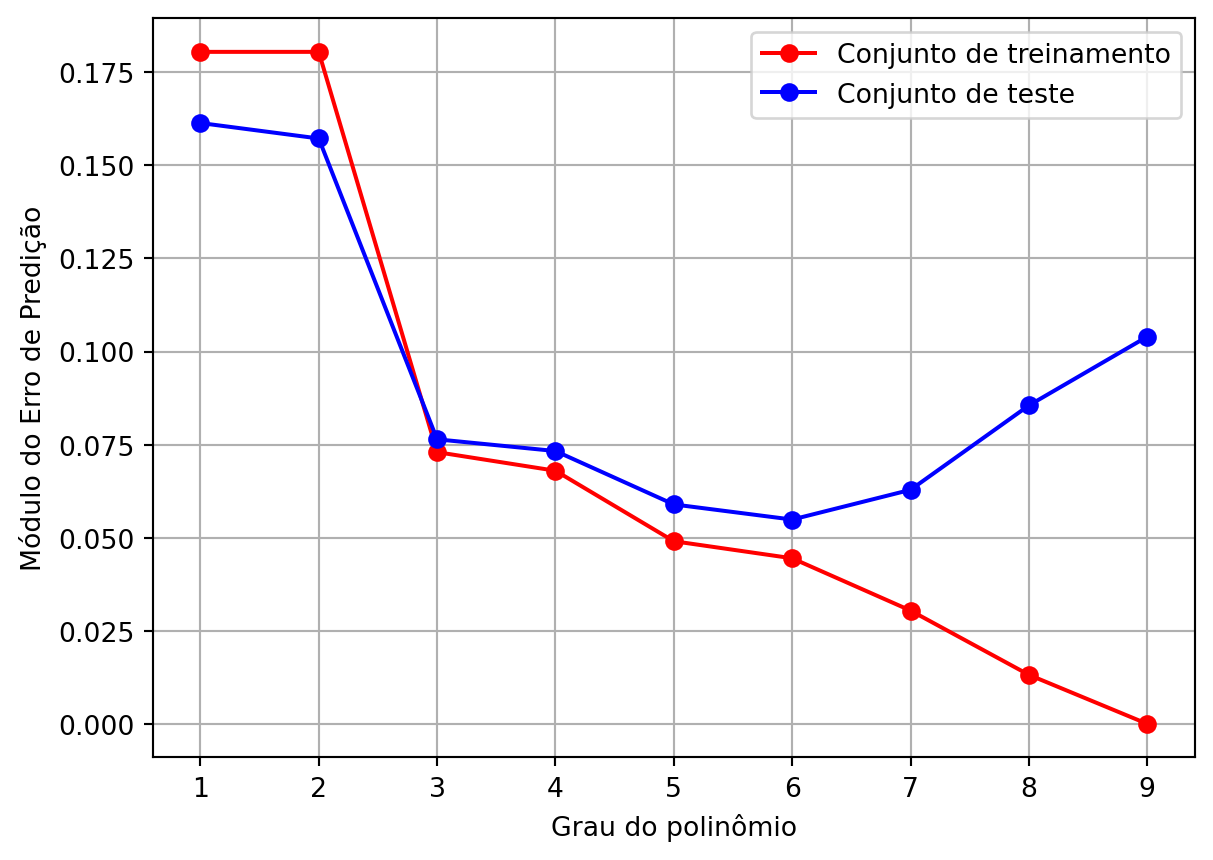 Conjunto de treinamento
Conjunto de teste
Módulo do Erro de Predição
0.175
0.150
0.125
0.100
0.075
0.050
0.025
0.000
1 2 3 4 5 6 7 8 9
Grau do polinômio